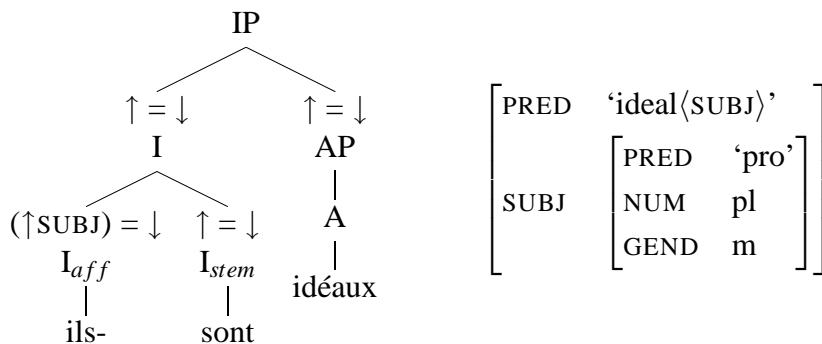 IP
↑ = ↓ ↑ = ↓
I AP
(↑SUBJ) = ↓ ↑ = ↓ A
I_aff I_stem idéaux
ils- sont
PRED ‘ideal⟨SUBJ⟩’
SUBJ
PRED ‘pro’
NUM pl
GEND m